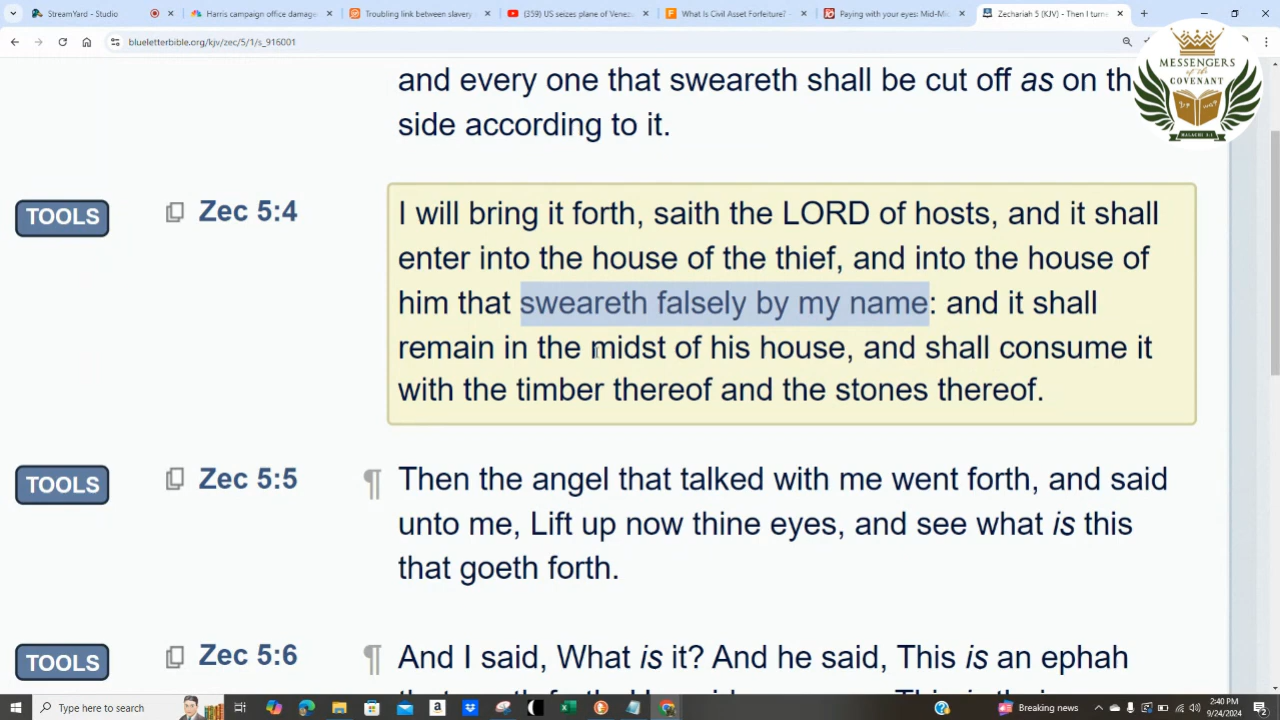 StreamYard - Studio
Harris campaign office damage
Troubling link between slavery
(359) US seizes plane of Venezu
What Is Civil Asset Forfeiture?
Paying with your eyes: Mid-Mic
Zechariah 5 (KJV) - Then I turne
blueletterbible.org/kjv/zec/5/1/s_916001
MESSENGERS
of the
COVENANT
MALACHI 3:1
and every one that sweareth shall be cut off as on th
side according to it.
TOOLS
Zec 5:4
I will bring it forth, saith the LORD of hosts, and it shall
enter into the house of the thief, and into the house of
him that sweareth falsely by my name: and it shall
remain in the midst of his house, and shall consume it
with the timber thereof and the stones thereof.
TOOLS
Zec 5:5
¶ Then the angel that talked with me went forth, and said
unto me, Lift up now thine eyes, and see what is this
that goeth forth.
TOOLS
Zec 5:6
¶ And I said, What is it? And he said, This is an ephah
Type here to search
Breaking news
2:40 PM
9/24/2024